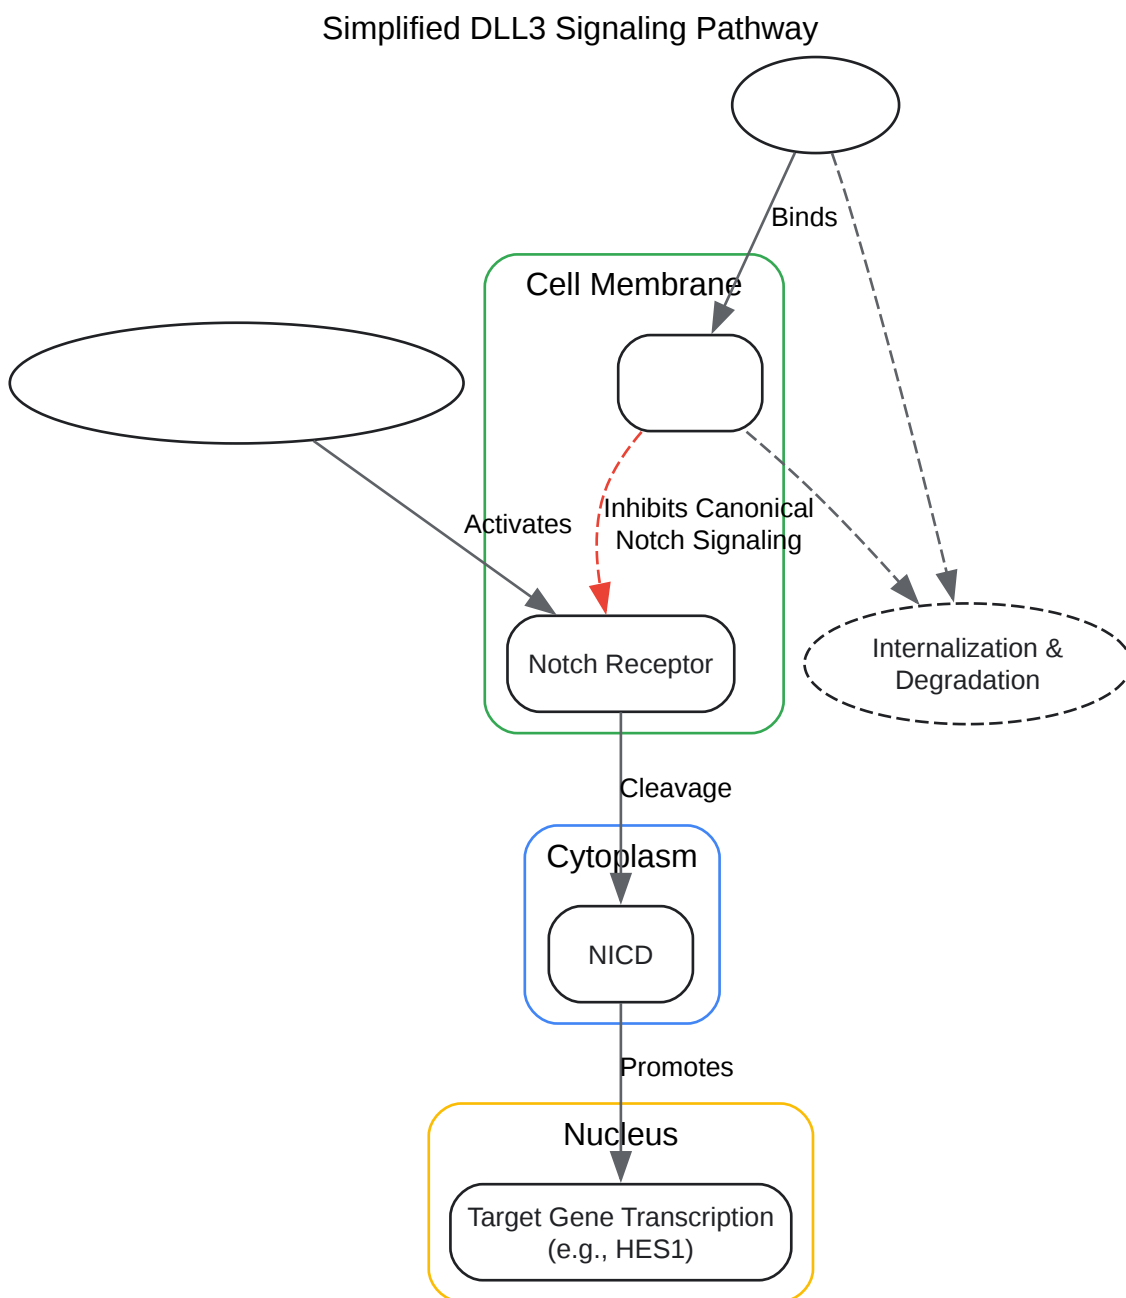 Simplified DLL3 Signaling Pathway
Binds
Cell Membrane
Activates
Inhibits Canonical
Notch Signaling
Notch Receptor
Internalization &
Degradation
Cleavage
Cytoplasm
NICD
Promotes
Nucleus
Target Gene Transcription
(e.g., HES1)